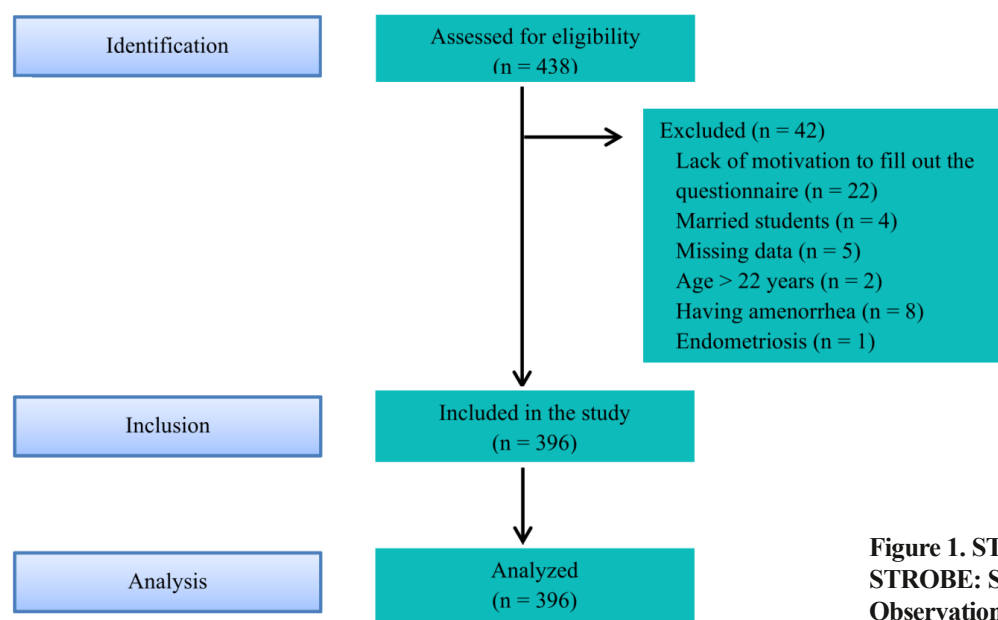 Identification
Assessed for eligibility
(n = 438)
Excluded (n = 42)
Lack of motivation to fill out the
questionnaire (n = 22)
Married students (n = 4)
Missing data (n = 5)
Age > 22 years (n = 2)
Having amenorrhea (n = 8)
Endometriosis (n = 1)
Inclusion
Included in the study
(n = 396)
Analysis
Analyzed
(n = 396)
Figure 1. ST
STROBE: S
Observation